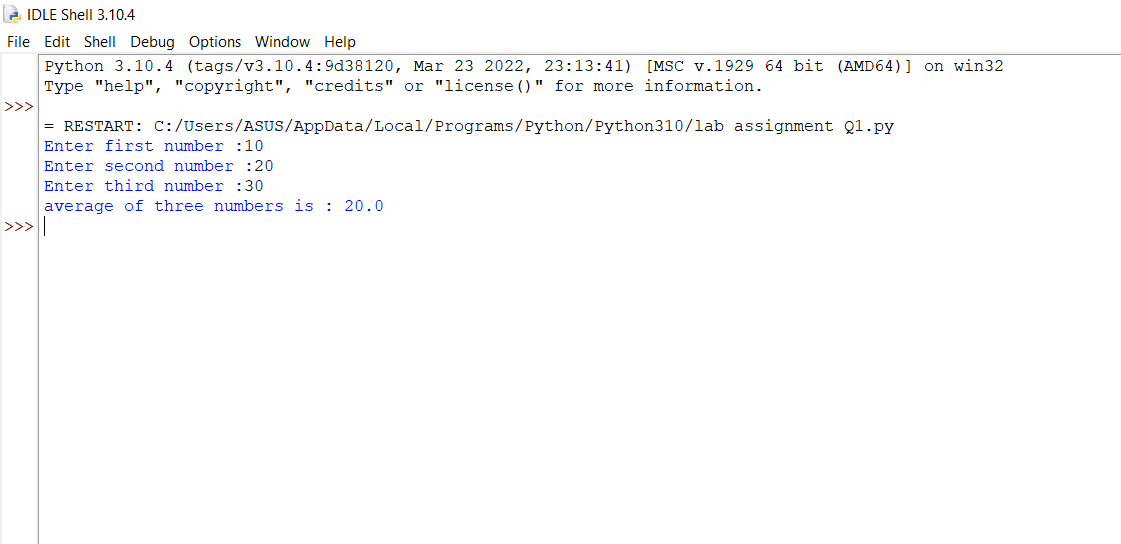 IDLE Shell 3.10.4
File Edit Shell Debug Options Window Help
Python 3.10.4 (tags/v3.10.4:9d38120, Mar 23 2022, 23:13:41) [MSC v.1929 64 bit (AMD64)] on win32
Type "help", "copyright", "credits" or "license()" for more information.
>>>
= RESTART: C:/Users/ASUS/AppData/Local/Programs/Python/Python310/lab assignment Q1.py
Enter first number :10
Enter second number :20
Enter third number :30
average of three numbers is : 20.0
>>>